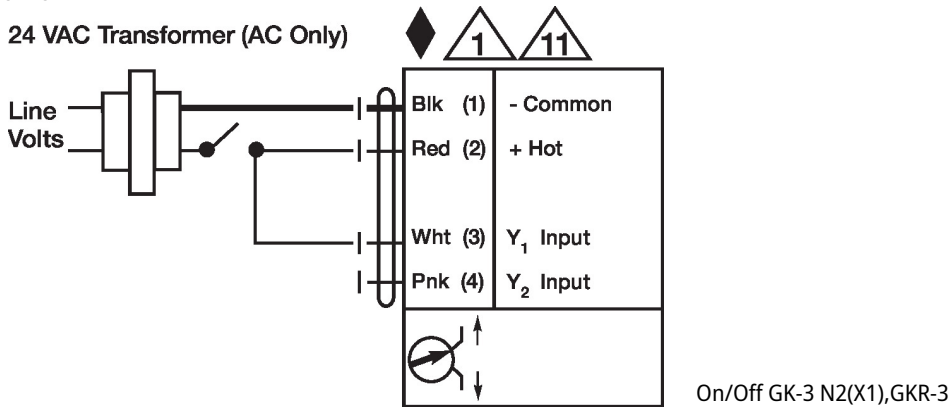 24 VAC Transformer (AC Only)
1
11
Line
Volts
Blk (1) - Common
Red (2) + Hot
Wht (3) Y1 Input
Pnk (4) Y2 Input
On/Off GK-3 N2(X1),GKR-3